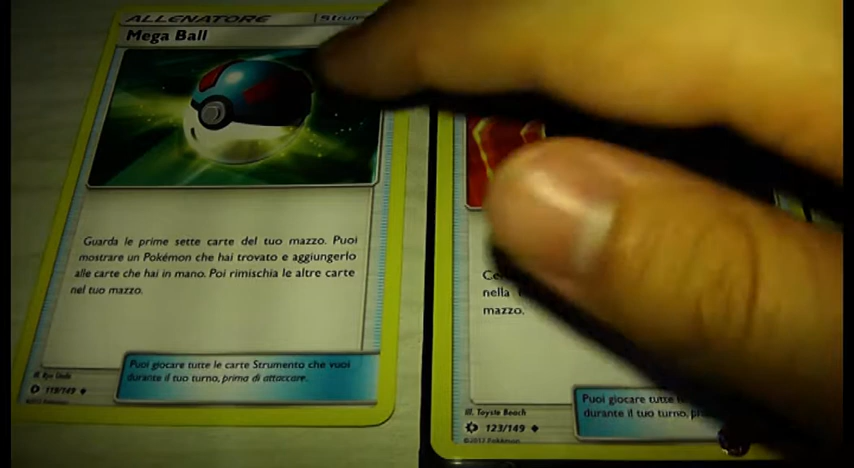 ALLENATORE
Mega Ball
Guarda le prime sette carte del tuo mazzo. Puoi
mostrare un Pokémon che hai trovato e aggiungerlo
alle carte che hai in mano. Poi rimischia le altre carte
nel tuo mazzo.
Puoi giocare tutte le carte Strumento che vuoi
durante il tuo turno, prima di attaccare.
119/149
nella
mazzo.
Puoi giocare tutte
durante il tuo turno,
Ill. Toyste Beach
123/149
©2017 Pokémon